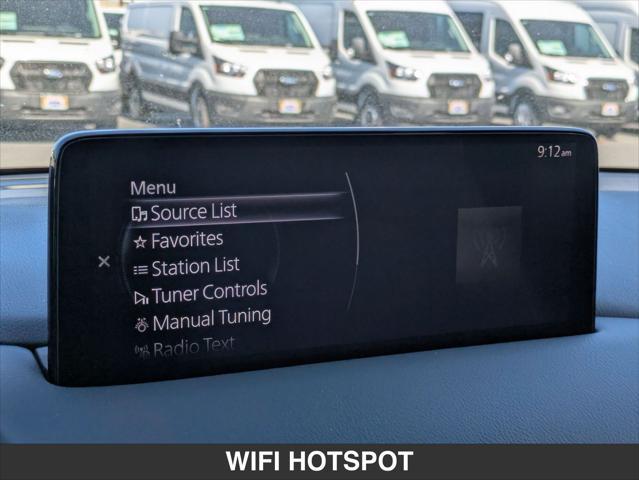 9:12am
Menu
Source List
Favorites
Station List
Tuner Controls
Manual Tuning
Radio Text
WIFI HOTSPOT